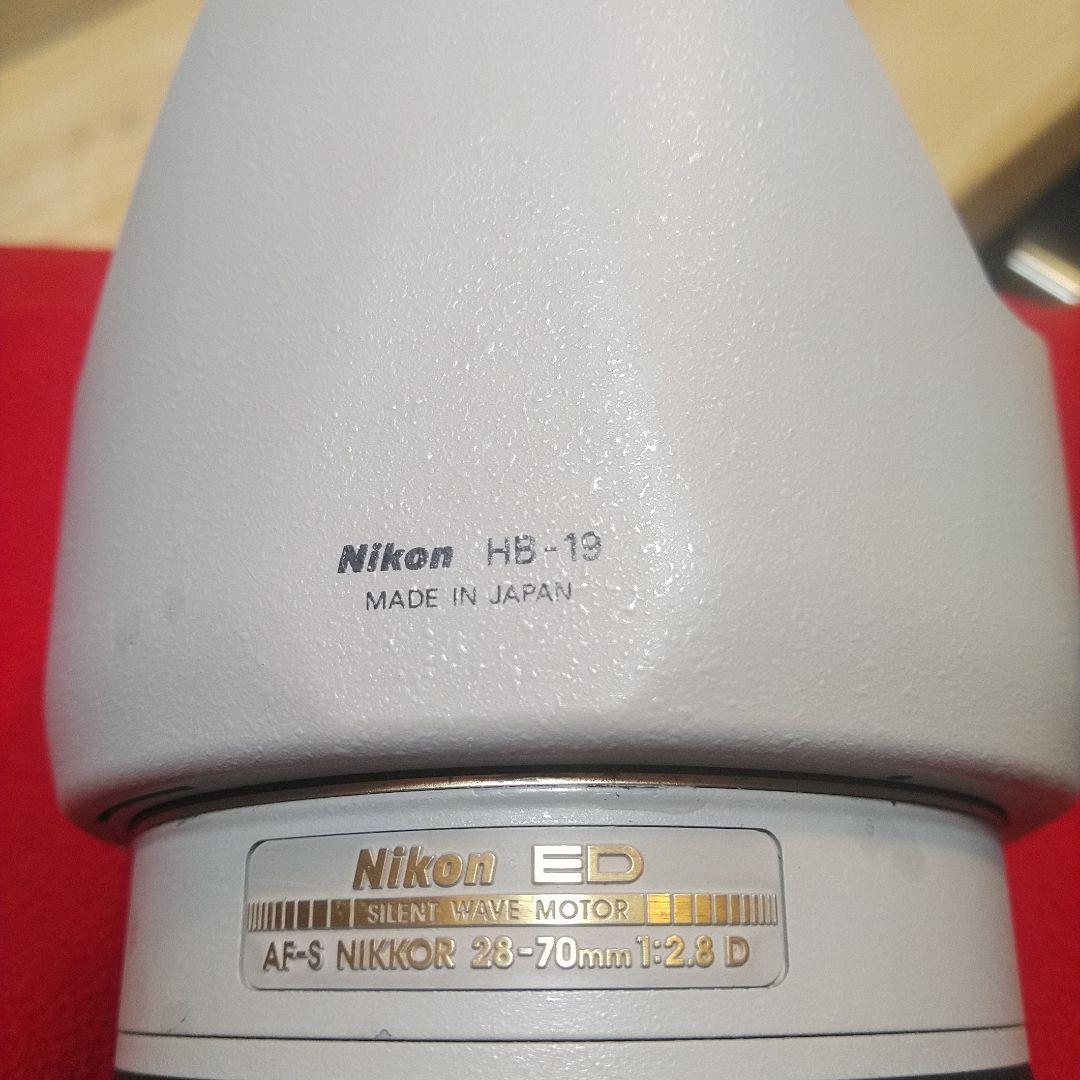 Nikon HB-19
MADE IN JAPAN
Nikon ED
SILENT WAVE MOTOR
AF-S NIKKOR 28-70mm 1:2.8 D